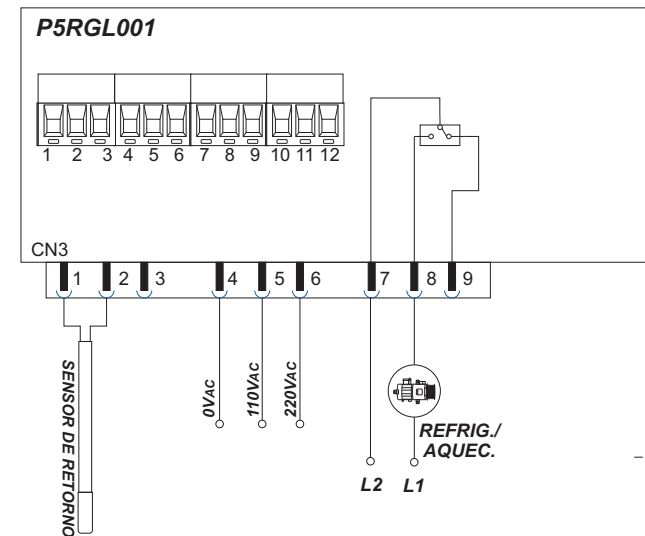 P5RGL001
1 2 3 4 5 6 7 8 9 10 11 12
CN3
1 2 3 4 5 6 7 8 9
SENSOR DE RETORNO
0VAC
110VAC
220VAC
REFRIG./
AQUEC.
L2 L1